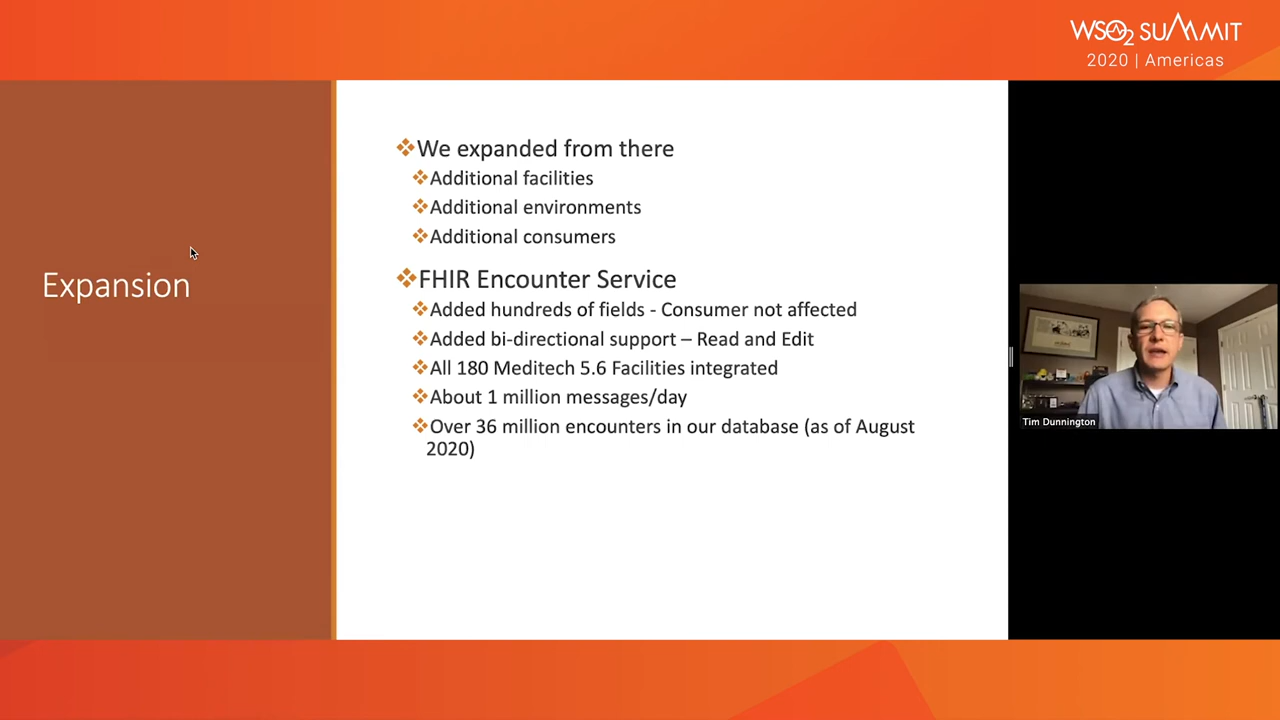 WSO2 SUMMIT
2020 | Americas
Expansion
We expanded from there
Additional facilities
Additional environments
Additional consumers
FHIR Encounter Service
Added hundreds of fields - Consumer not affected
Added bi-directional support – Read and Edit
All 180 Meditech 5.6 Facilities integrated
About 1 million messages/day
Over 36 million encounters in our database (as of August
2020)
Tim Dunnington